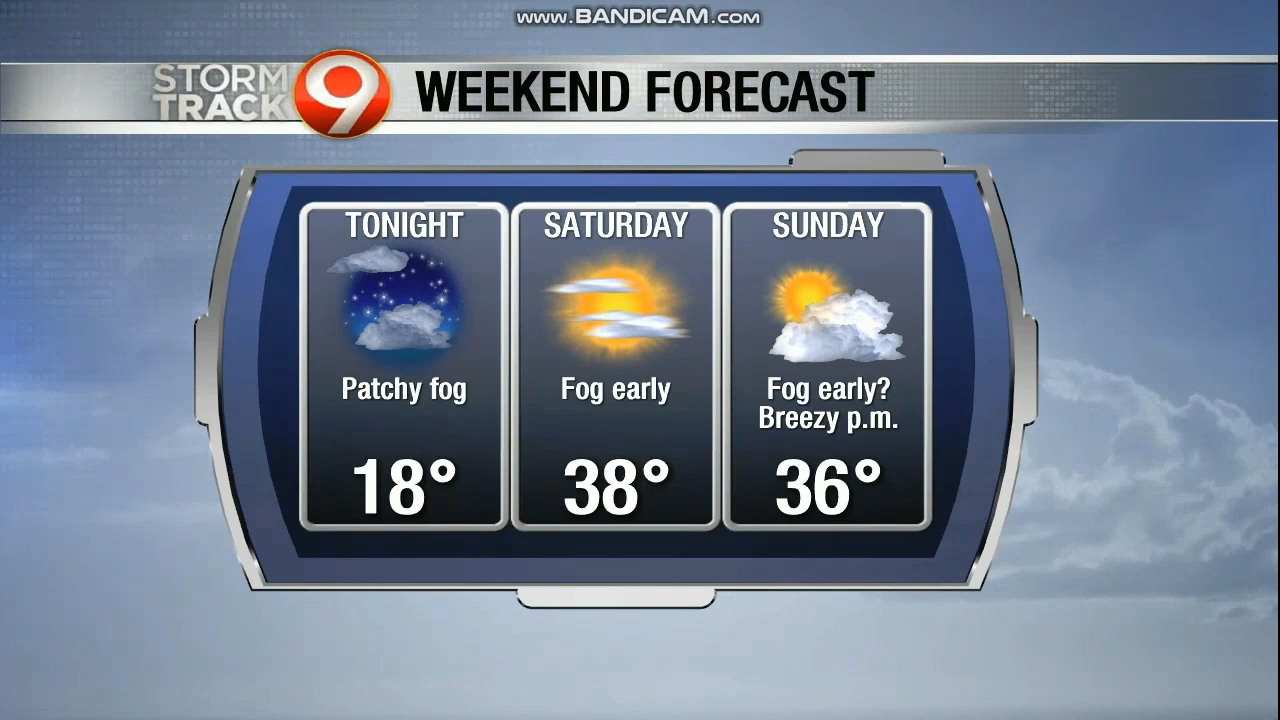 www.BANDICAM.com
STORM
TRACK
9
WEEKEND FORECAST
TONIGHT
Patchy fog
18°
SATURDAY
Fog early
38°
SUNDAY
Fog early?
Breezy p.m.
36°